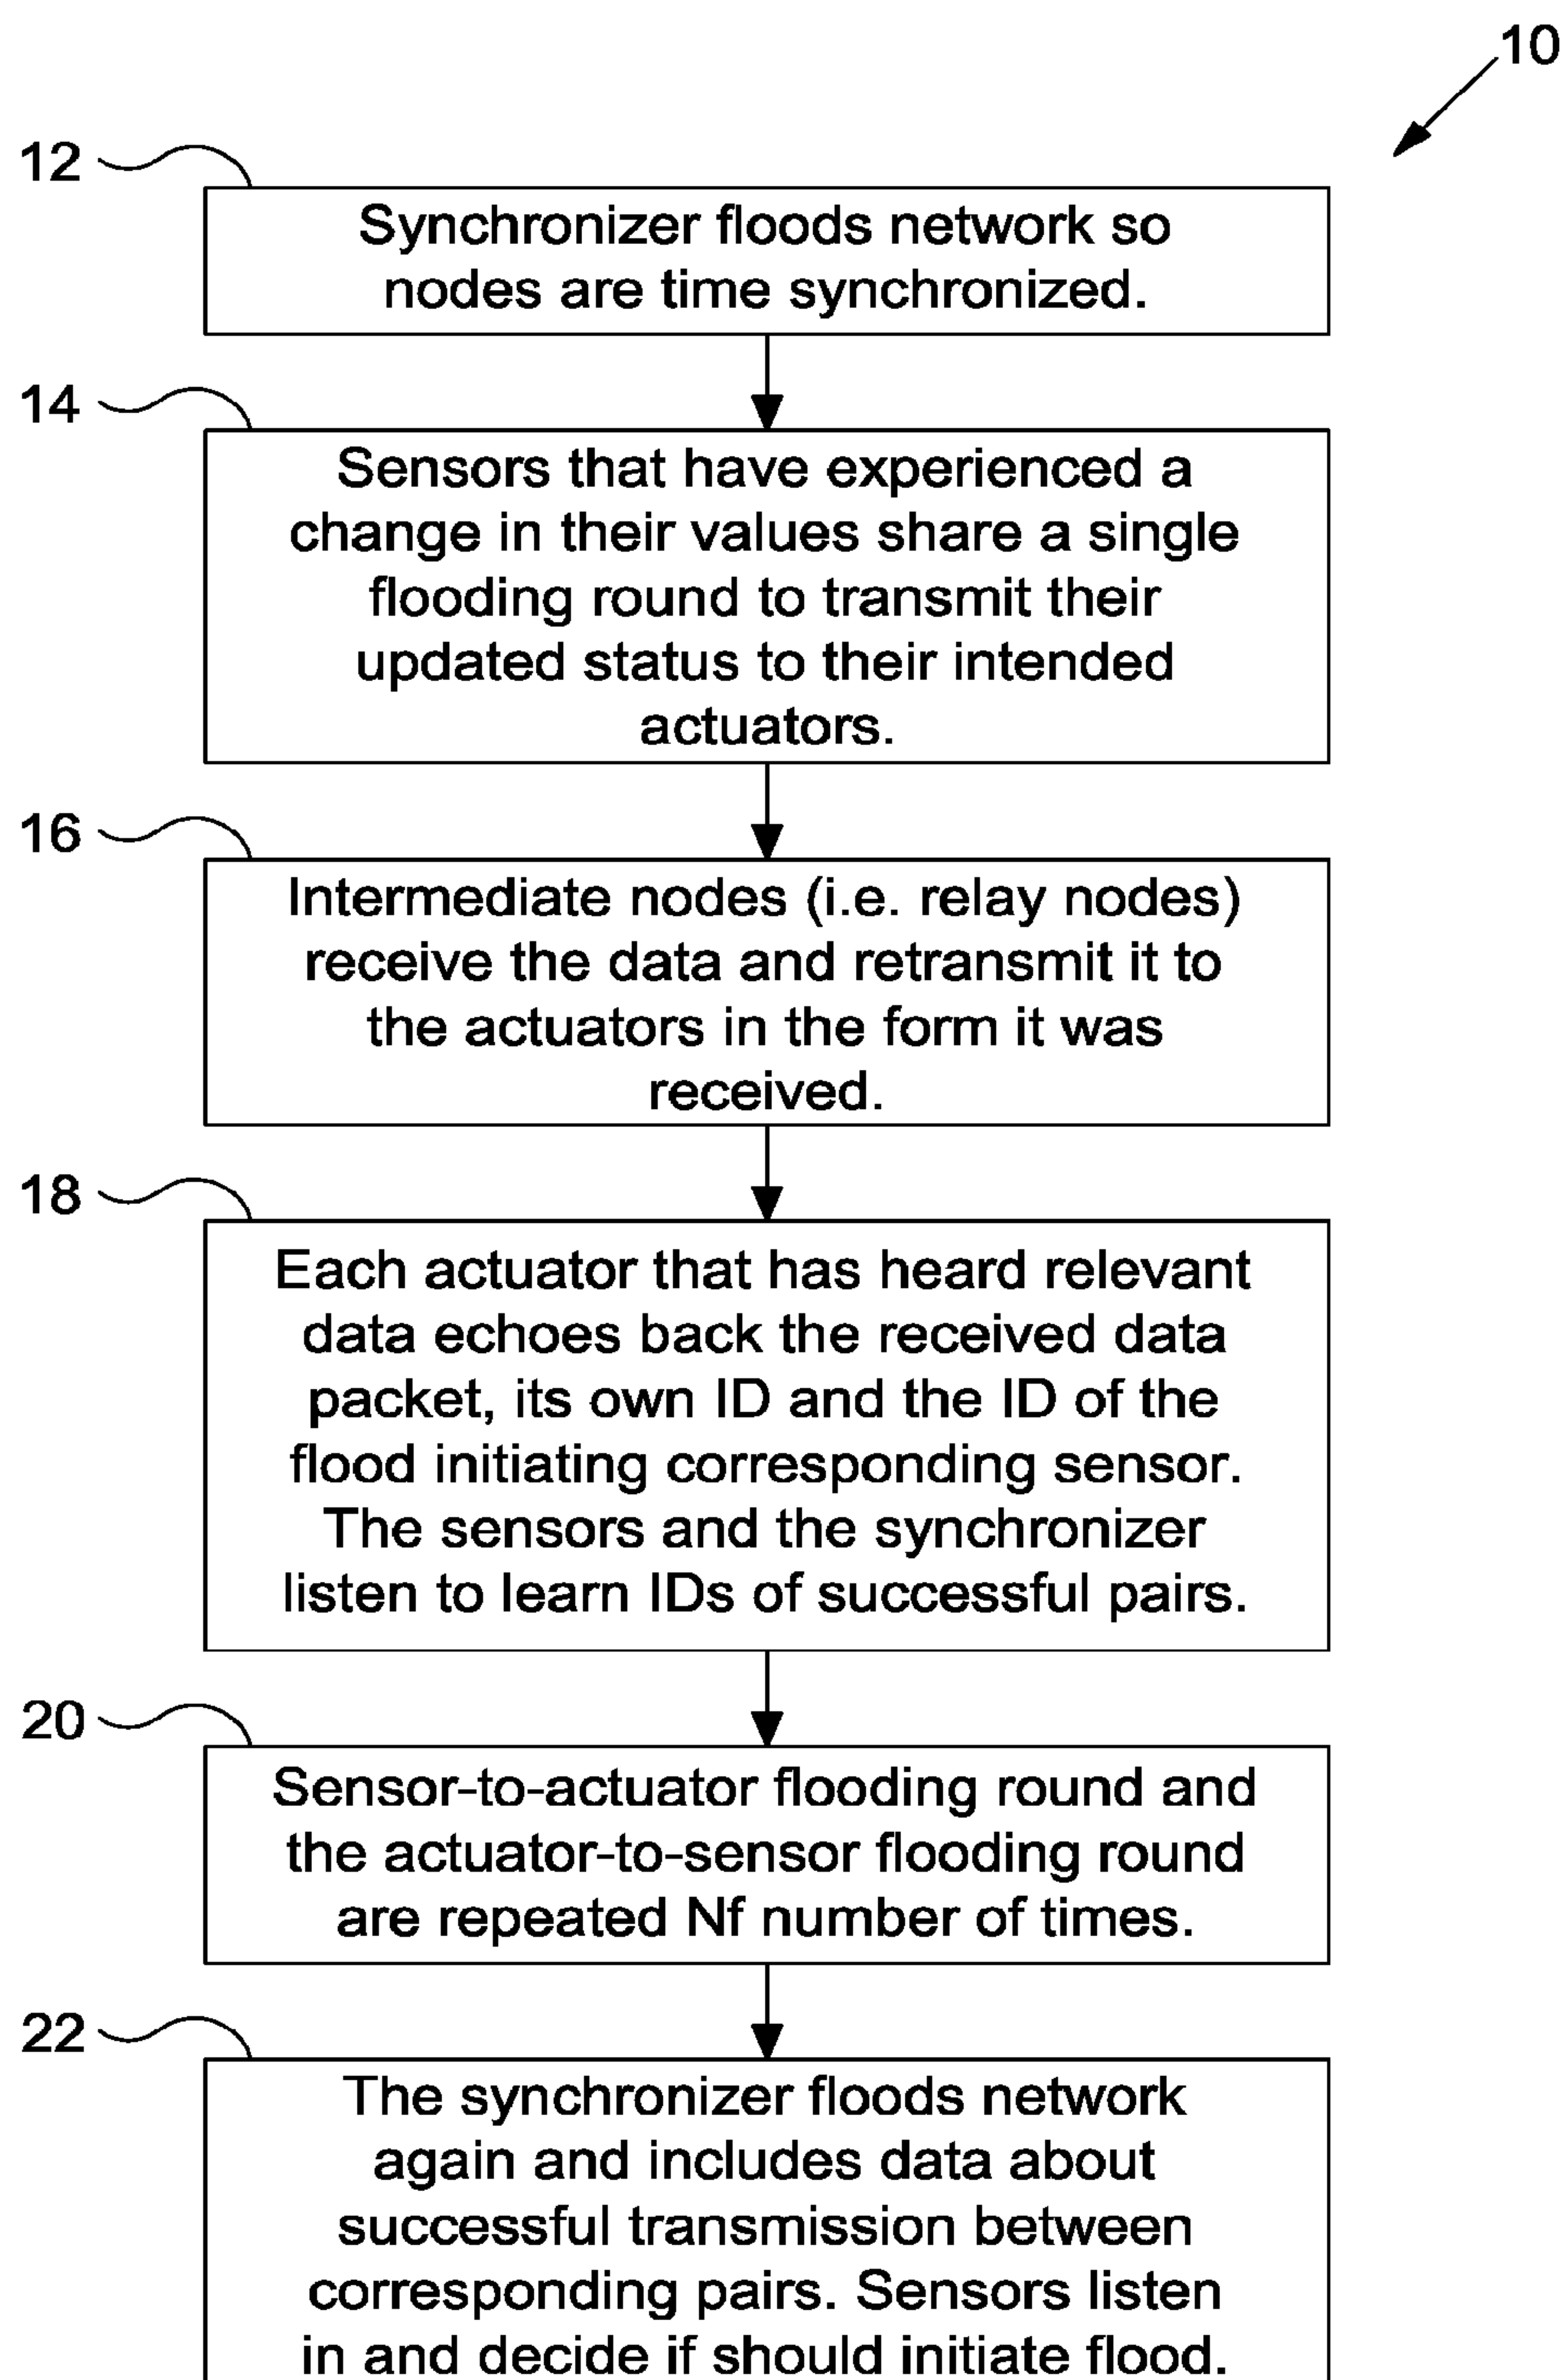 10
12
Synchronizer floods network so
nodes are time synchronized.
14
Sensors that have experienced a
change in their values share a single
flooding round to transmit their
updated status to their intended
actuators.
16
Intermediate nodes (i.e. relay nodes)
receive the data and retransmit it to
the actuators in the form it was
received.
18
Each actuator that has heard relevant
data echoes back the received data
packet, its own ID and the ID of the
flood initiating corresponding sensor.
The sensors and the synchronizer
listen to learn IDs of successful pairs.
20
Sensor-to-actuator flooding round and
the actuator-to-sensor flooding round
are repeated Nf number of times.
22
The synchronizer floods network
again and includes data about
successful transmission between
corresponding pairs. Sensors listen
in and decide if should initiate flood.